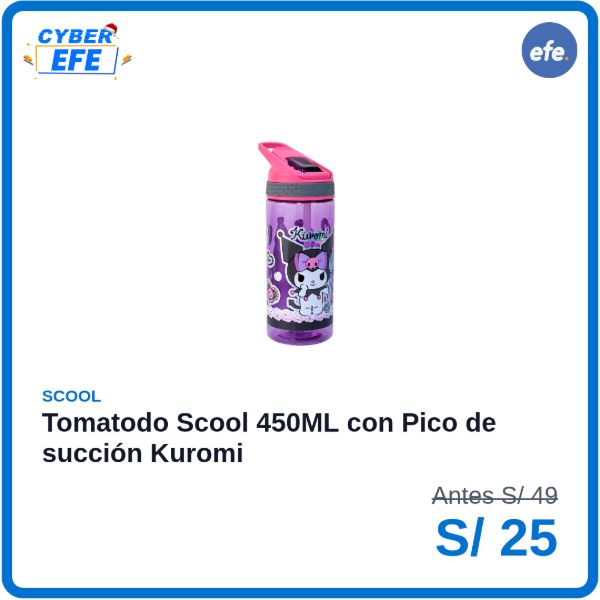 CYBER
EFE
efe.
Kuromi
SCOOL
Tomatodo Scool 450ML con Pico de
succión Kuromi
Antes S/ 49
S/ 25